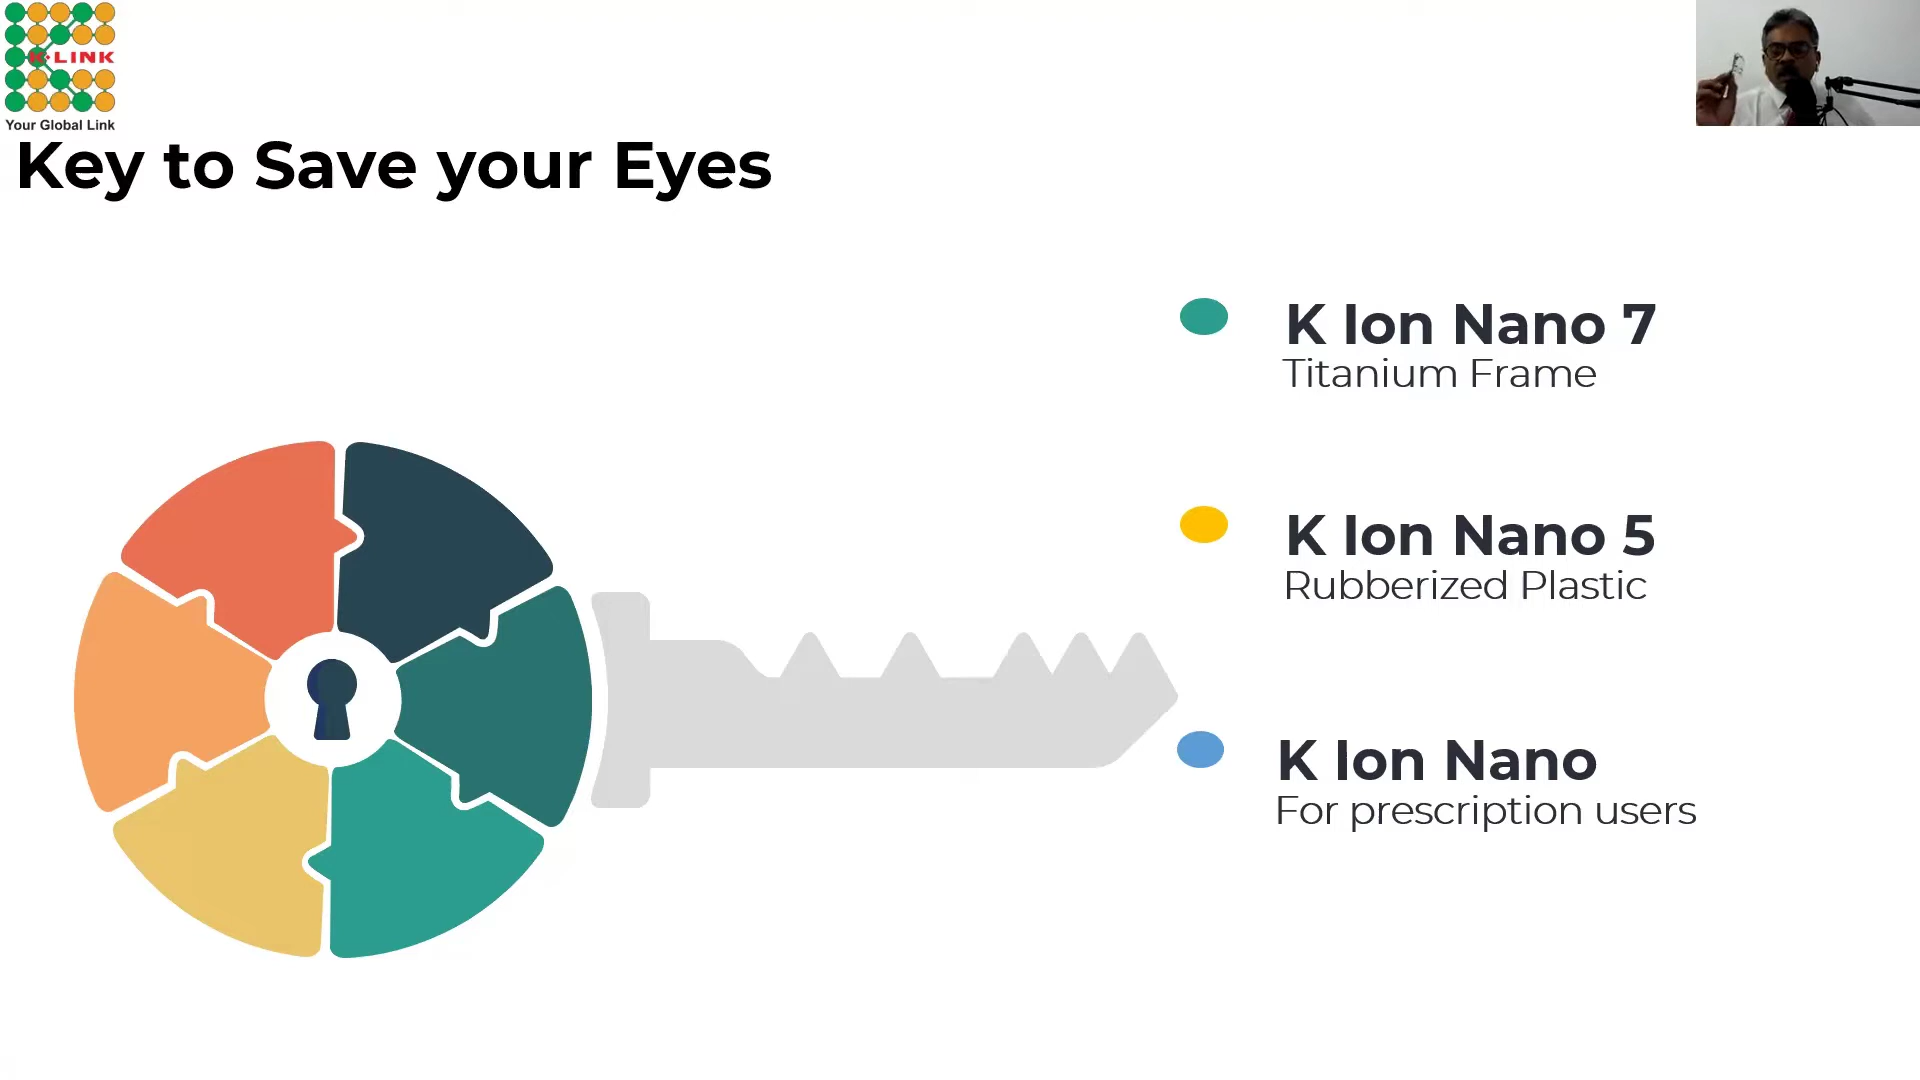 K-LINK
Your Global Link
Key to Save your Eyes
K Ion Nano 7
Titanium Frame
K Ion Nano 5
Rubberized Plastic
K Ion Nano
For prescription users